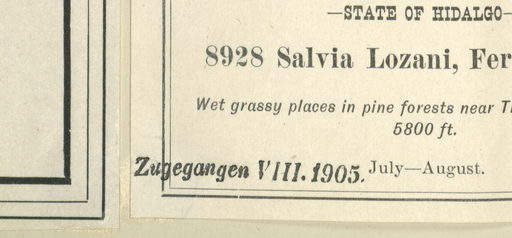 —STATE OF HIDALGO—
8928 Salvia Lozani, Fer
Wet grassy places in pine forests near T
5800 ft.
Zugegangen VIII. 1905. July—August.